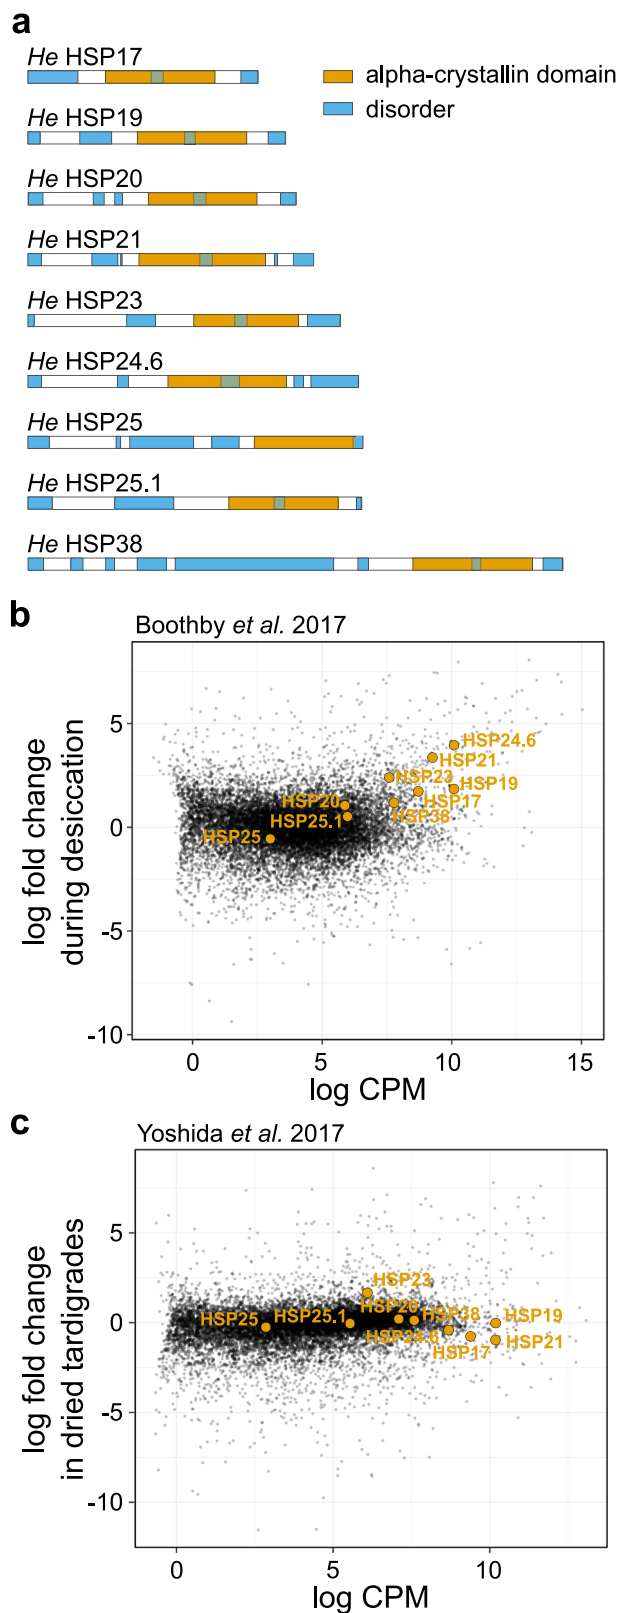 a
He HSP17
alpha-crystallin domain
disorder
He HSP19
He HSP20
He HSP21
He HSP23
He HSP24.6
He HSP25
He HSP25.1
He HSP38
b
Boothby et al. 2017
log fold change
during desiccation
5
0
-5
-10
HSP24.6
HSP21
HSP23
HSP19
HSP20
HSP17
HSP25.1
HSP38
HSP25
0 5 10 15
log CPM
c
Yoshida et al. 2017
log fold change
in dried tardigrades
5
0
-5
-10
HSP23
HSP20
HSP25
HSP25.1
HSP38
HSP19
HSP24.6
HSP17
HSP21
0 5 10
log CPM